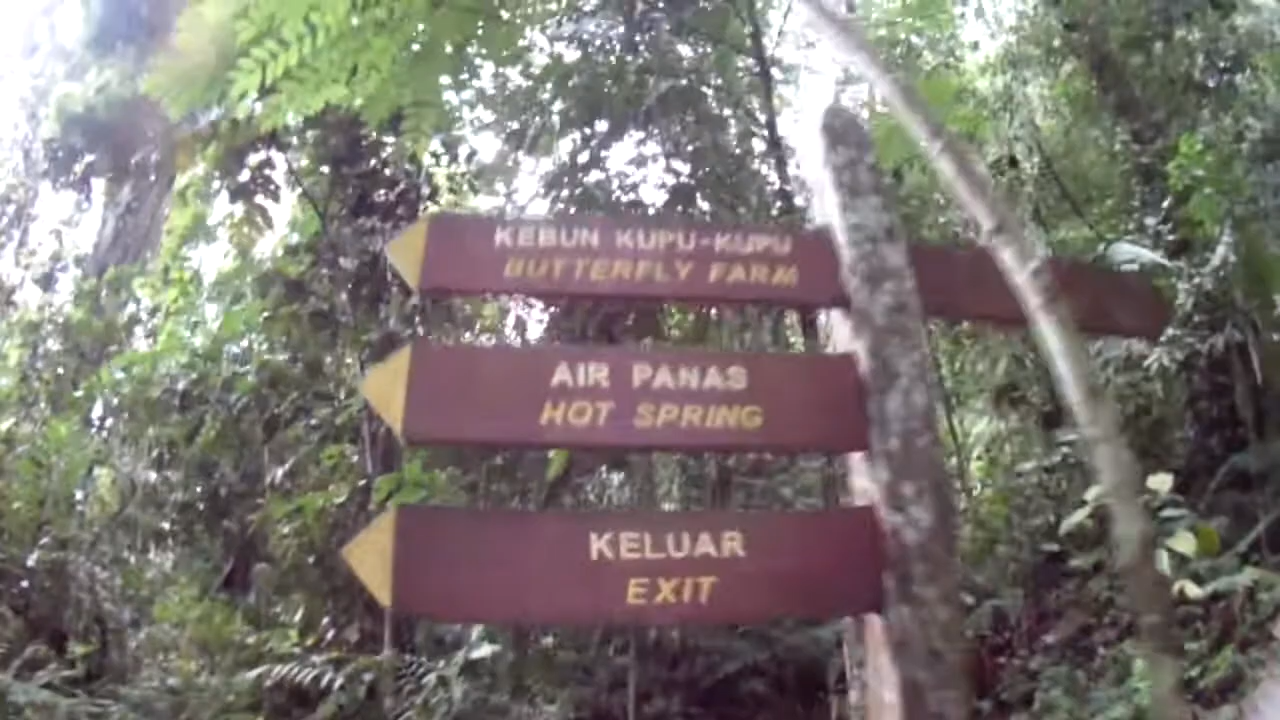 KEBUN KUPU-KUPU
BUTTERFLY FARM
AIR PANAS
HOT SPRING
KELUAR
EXIT